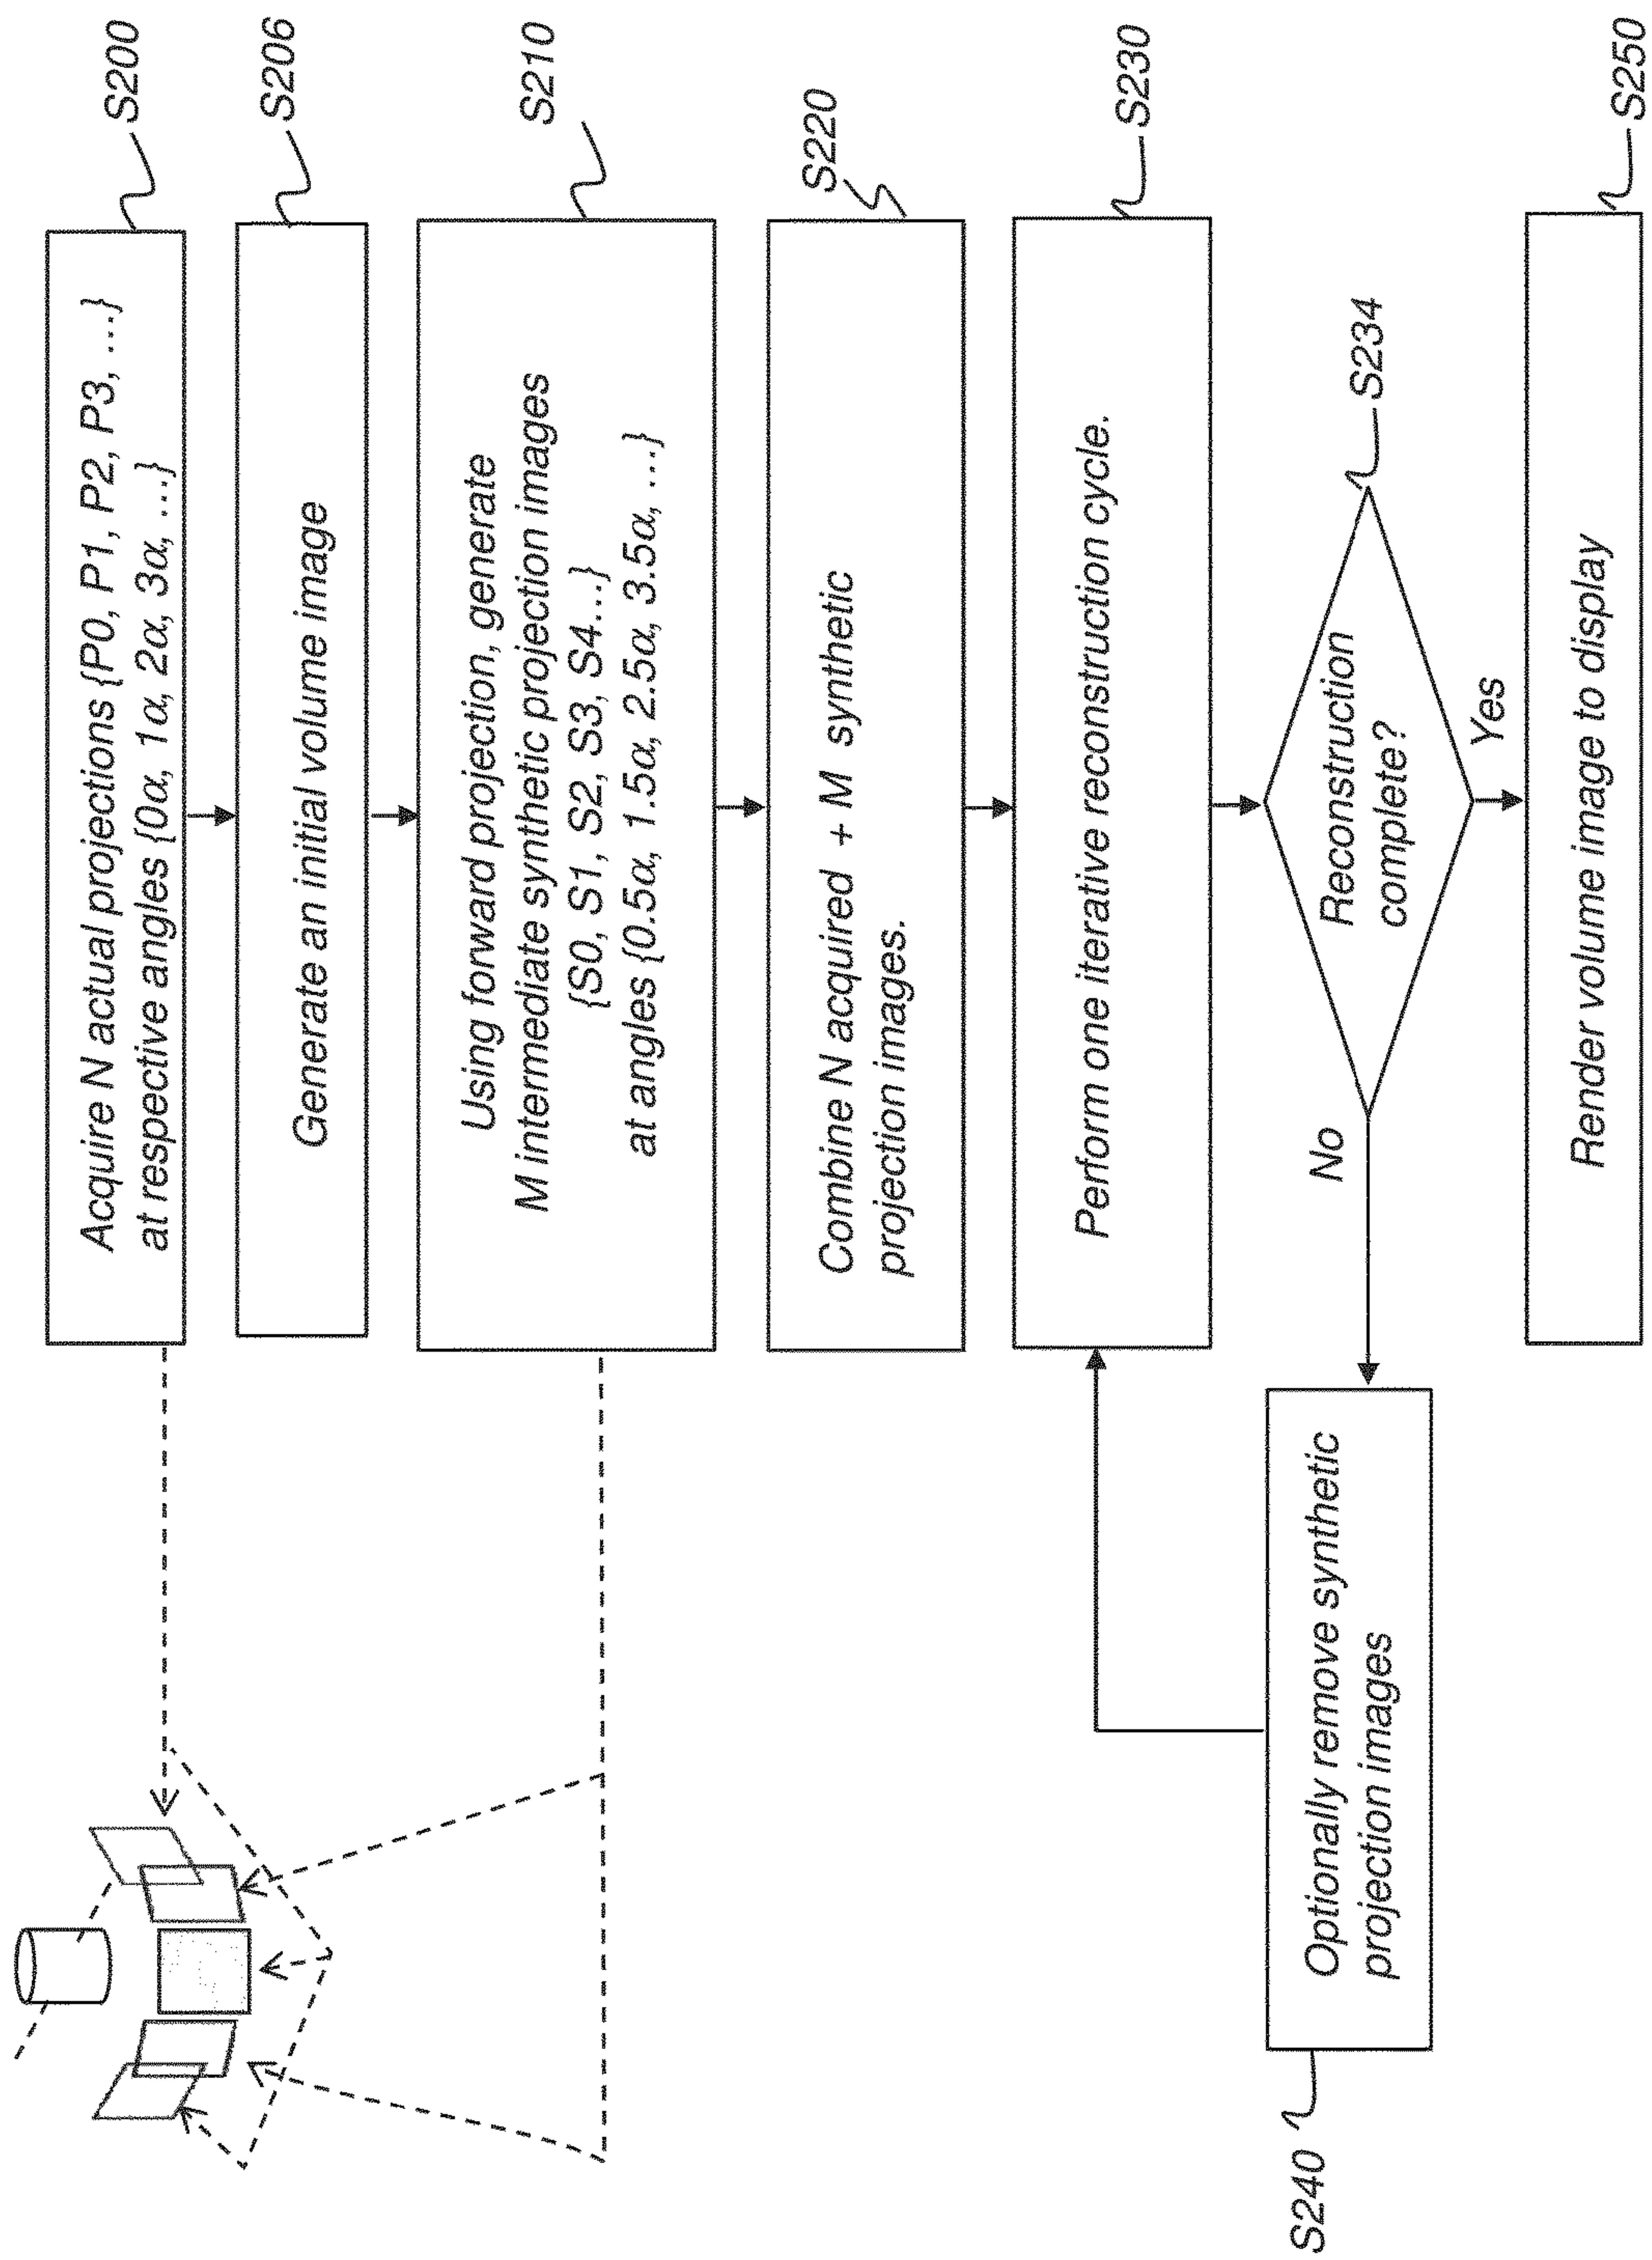 Acquire N actual projections {P0, P1, P2, P3, ...}
at respective angles {0α, 1α, 2α, 3α, ...}
S200
Generate an initial volume image
S206
Using forward projection, generate
M intermediate synthetic projection images
{S0, S1, S2, S3, S4...}
at angles {0.5α, 1.5α, 2.5α, 3.5α, ...}
S210
Combine N acquired + M synthetic
projection images.
S220
Perform one iterative reconstruction cycle.
S230
Reconstruction
complete?
S234
No
Yes
Optionally remove synthetic
projection images
S240
Render volume image to display
S250